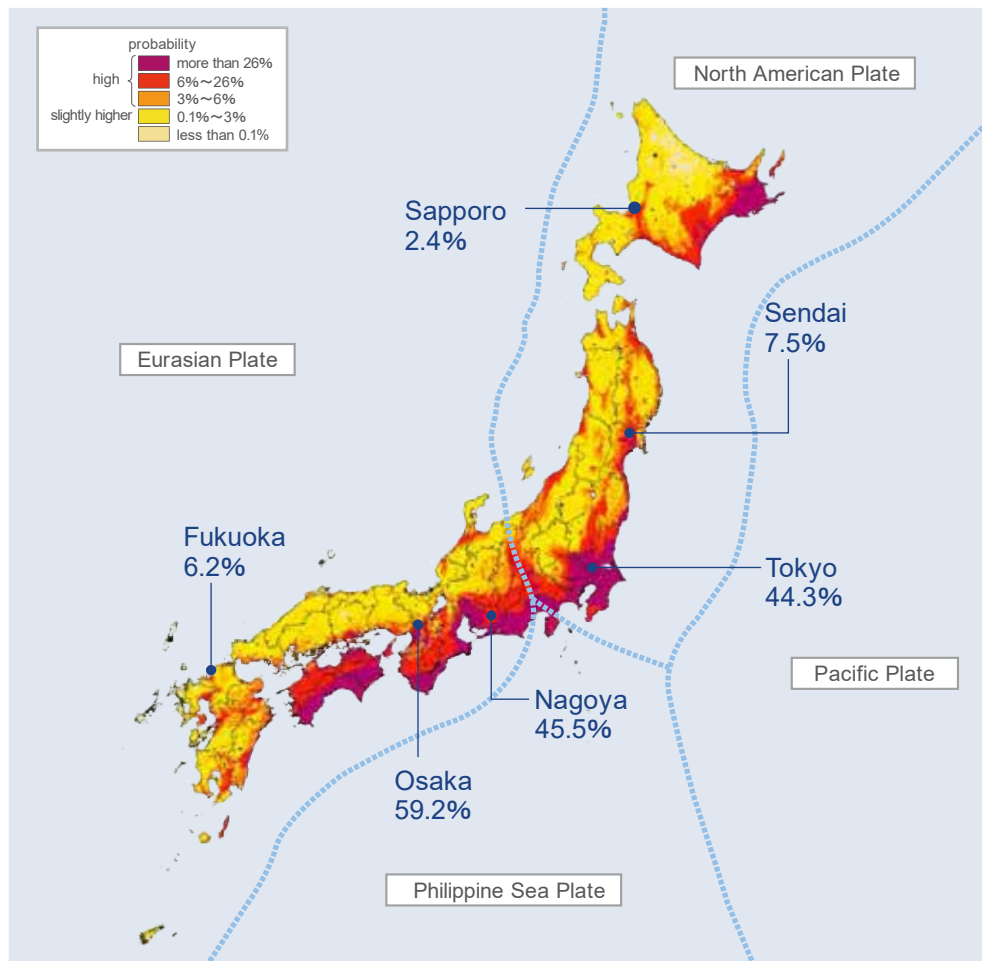 probability
high
more than 26%
6%～26%
3%～6%
slightly higher
0.1%～3%
less than 0.1%
North American Plate
Sapporo
2.4%
Sendai
7.5%
Eurasian Plate
Fukuoka
6.2%
Tokyo
44.3%
Pacific Plate
Nagoya
45.5%
Osaka
59.2%
Philippine Sea Plate